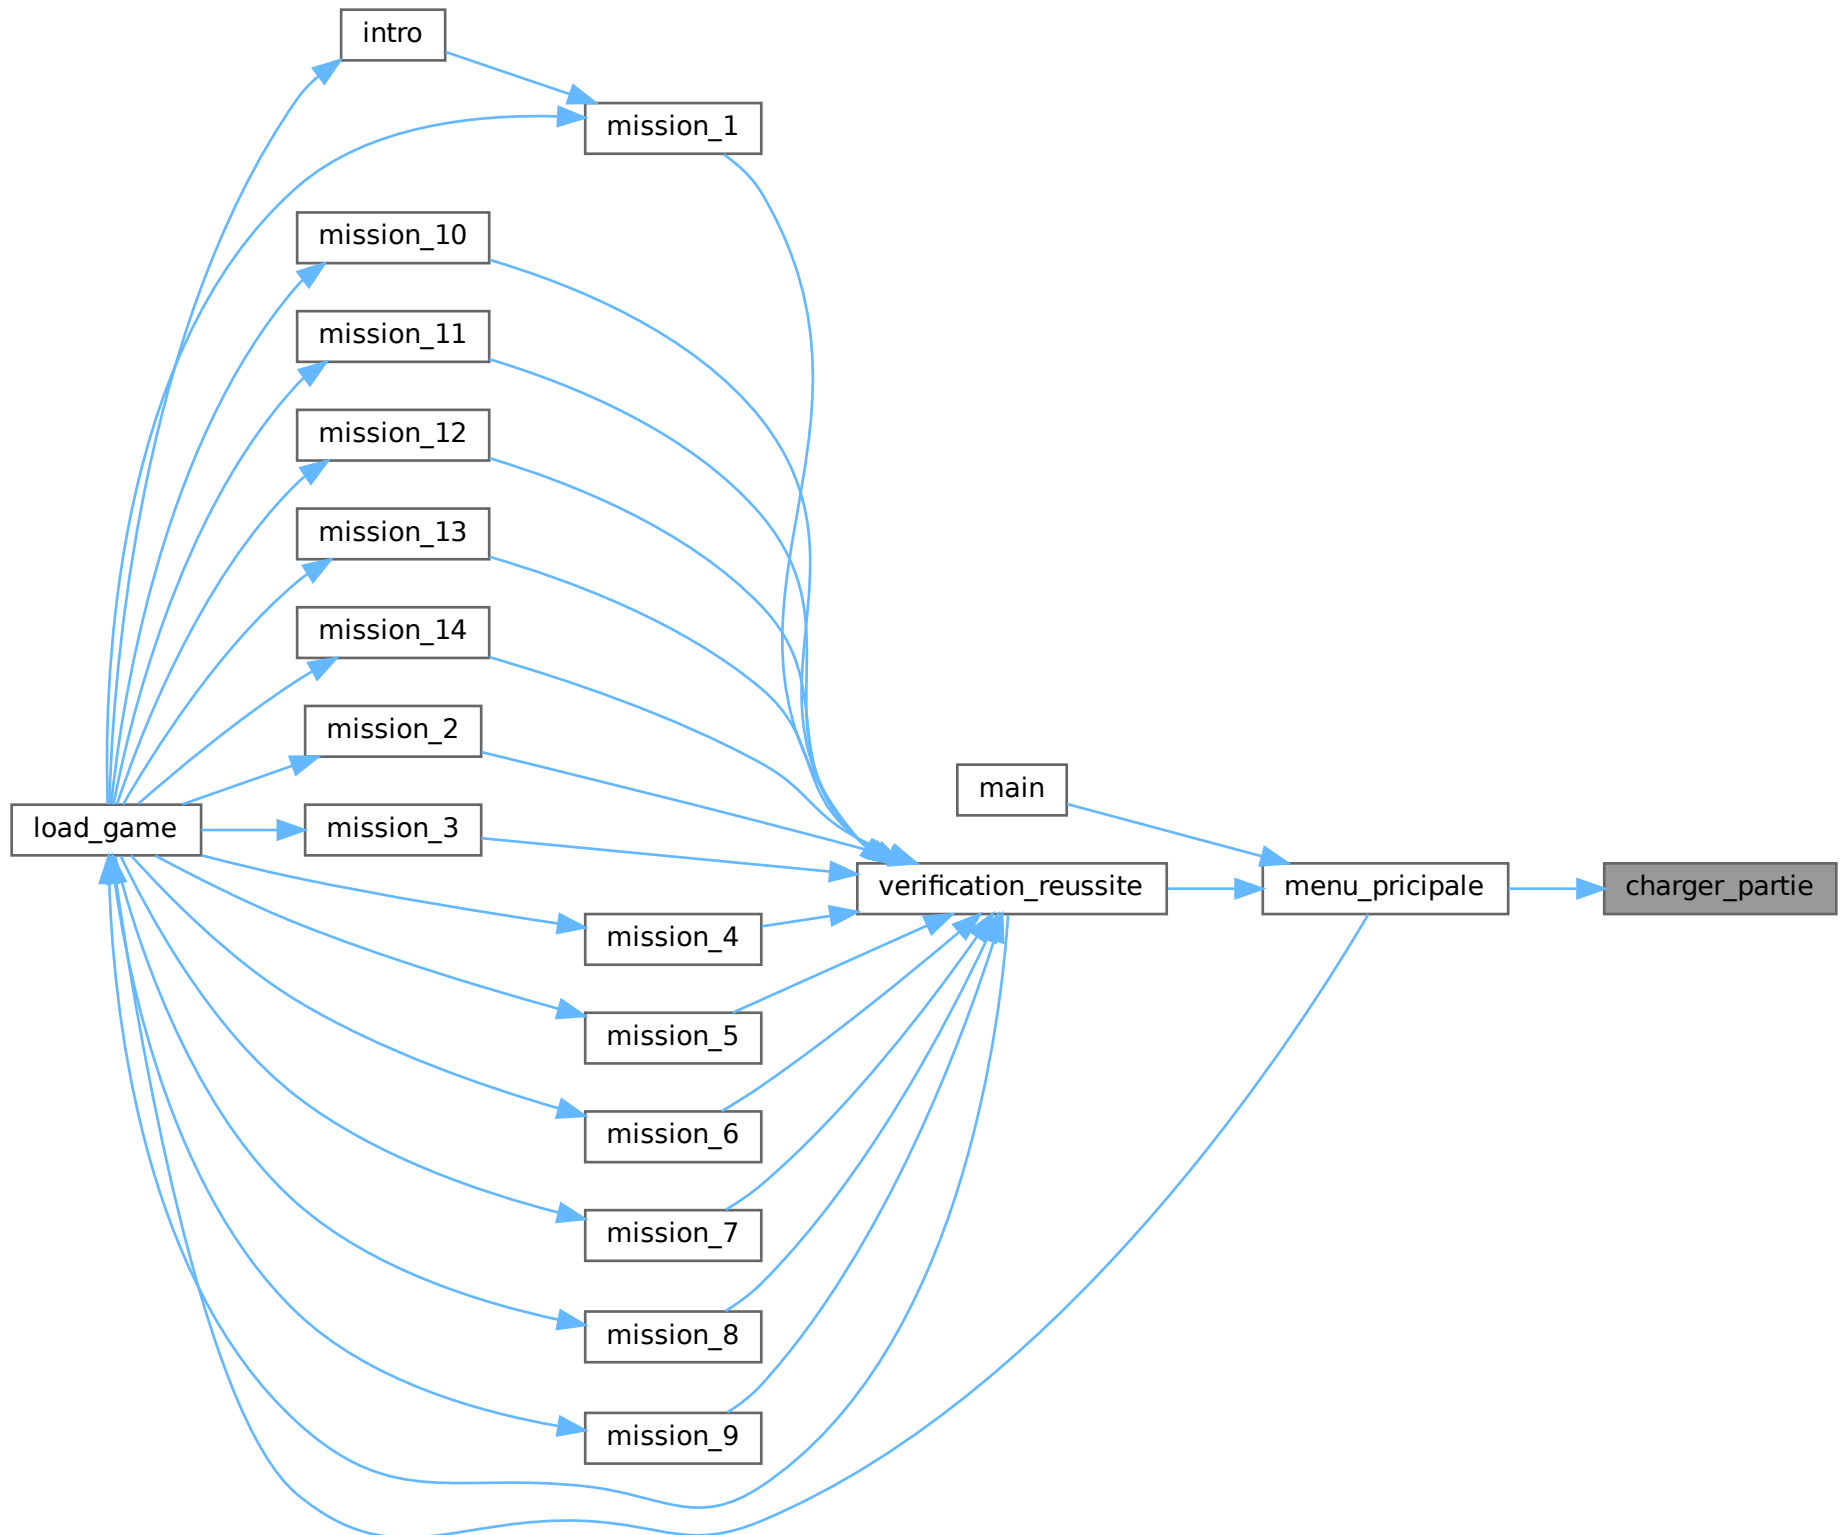 intro
mission_1
mission_10
mission_11
mission_12
mission_13
mission_14
mission_2
main
load_game
mission_3
verification_reussite
menu_pricipale
charger_partie
mission_4
mission_5
mission_6
mission_7
mission_8
mission_9